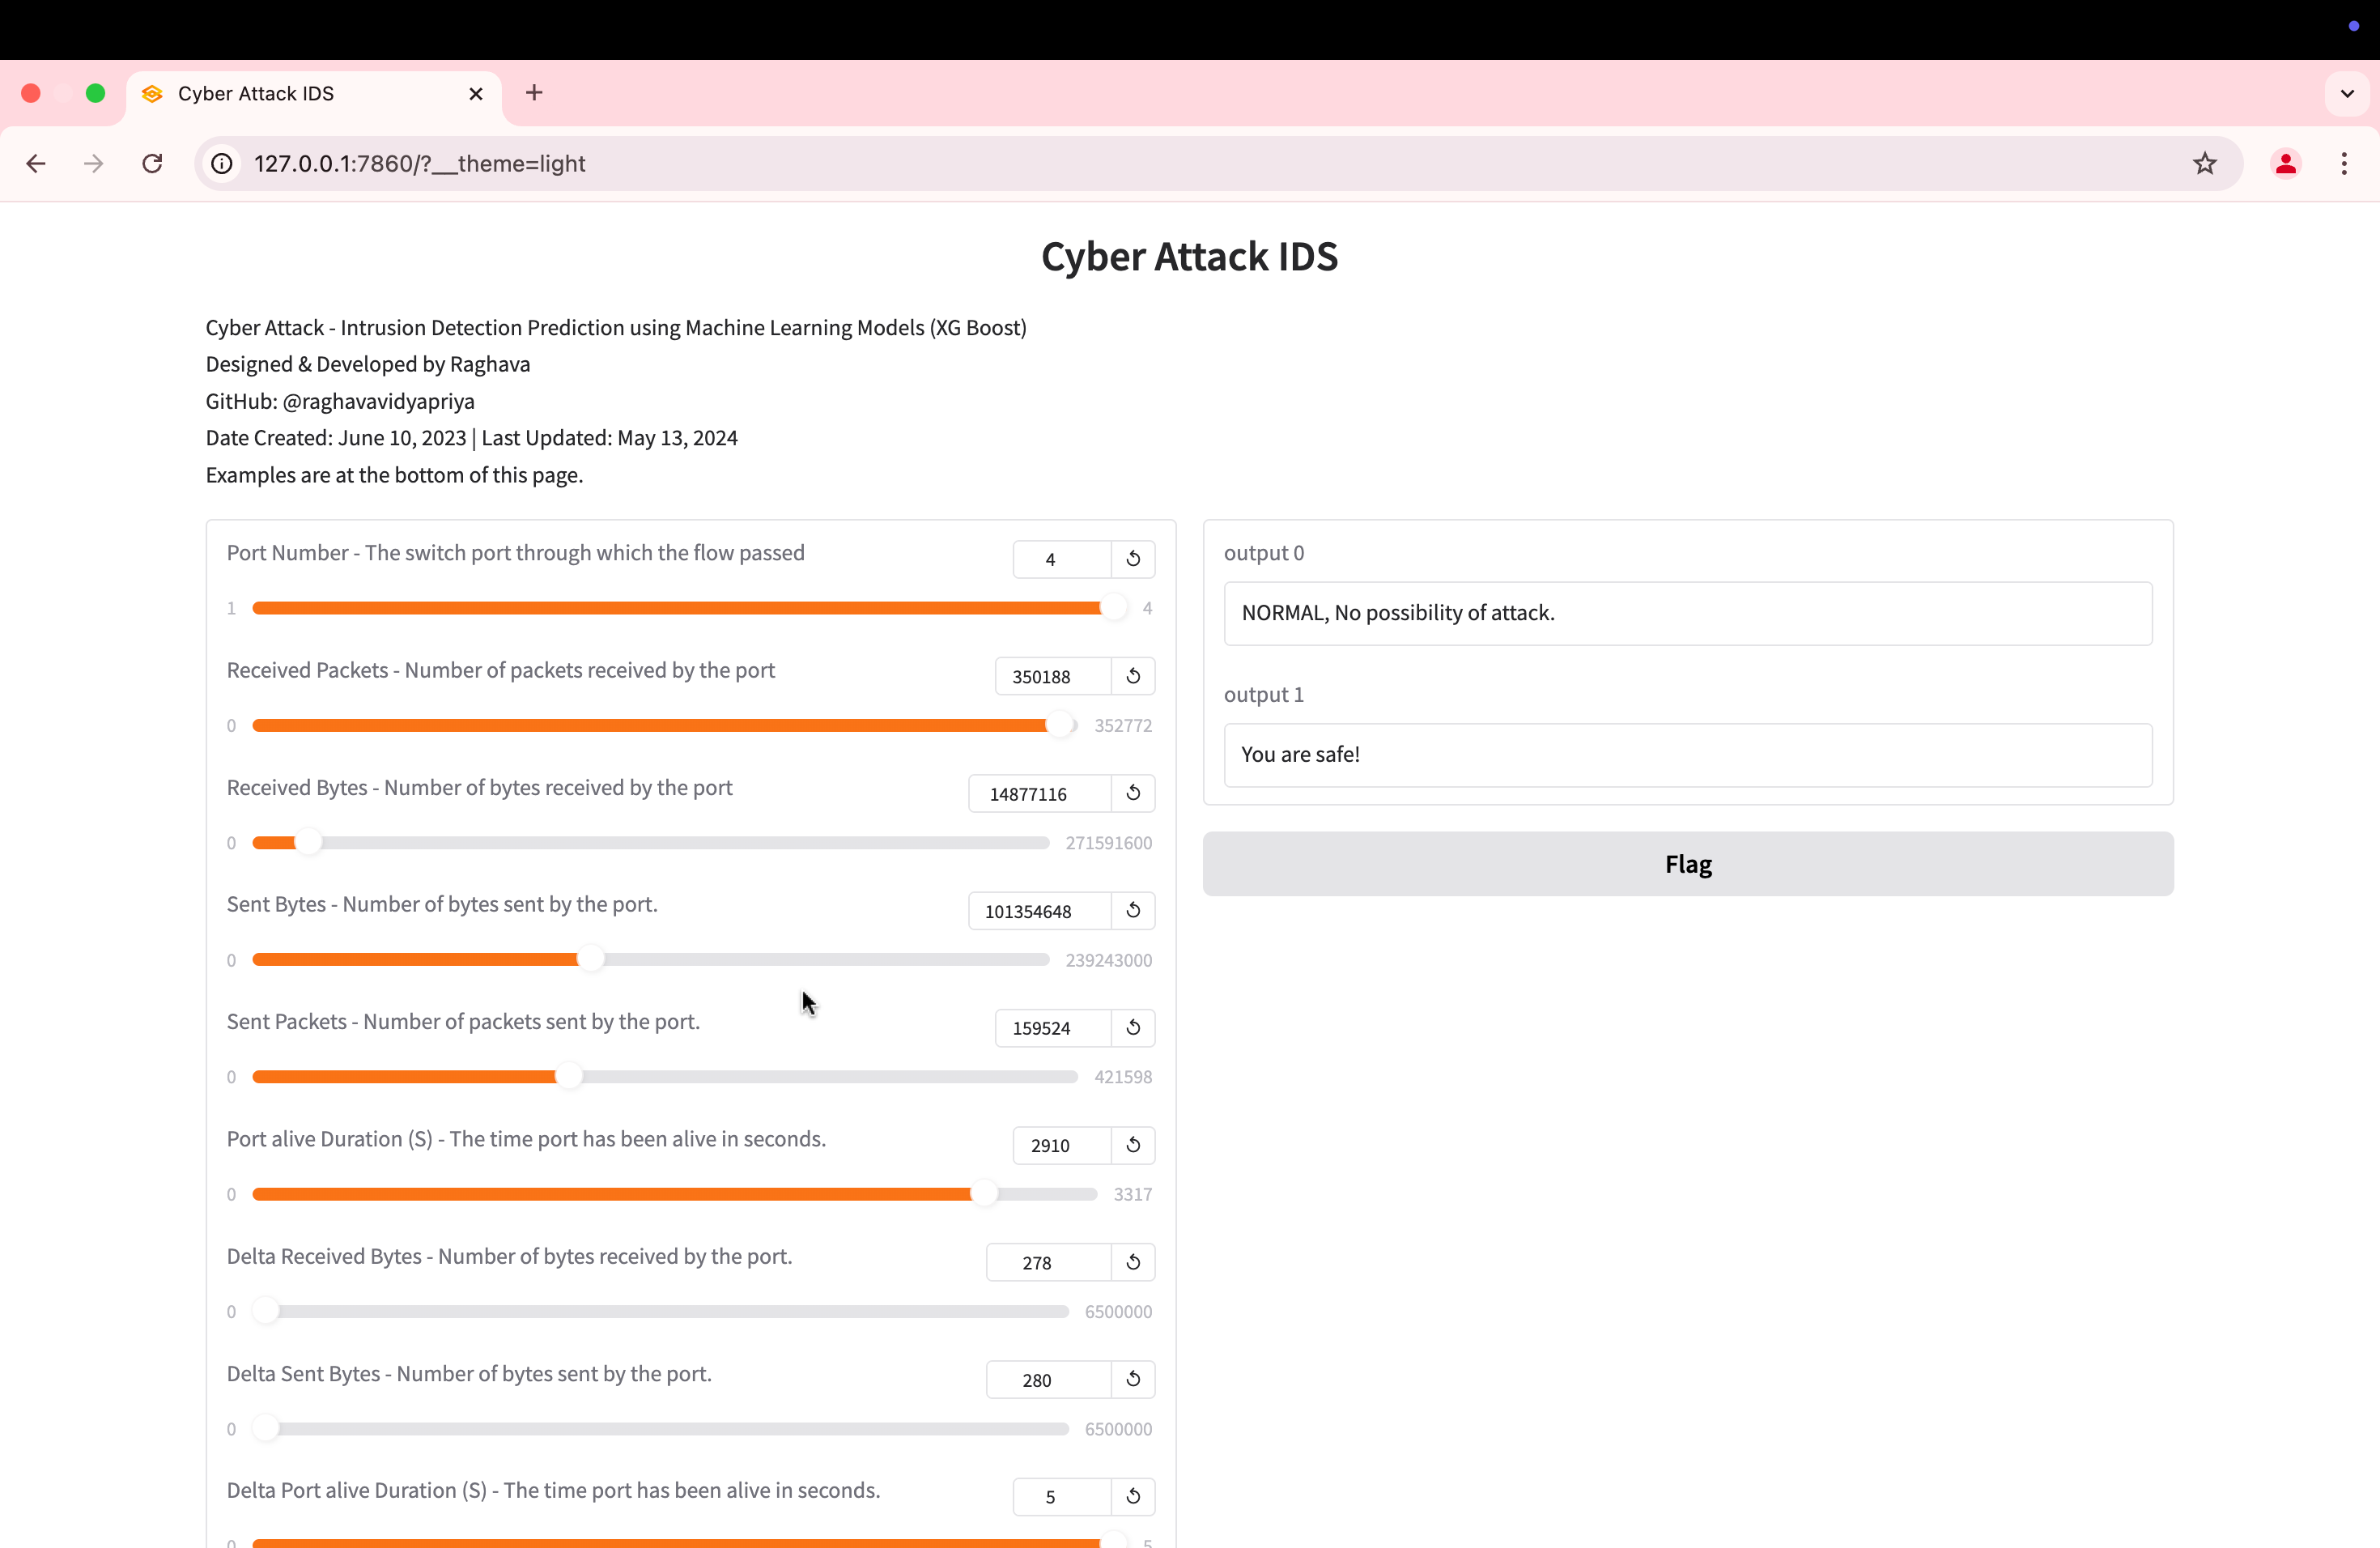 Cyber Attack IDS
127.0.0.1:7860/?__theme=light
Cyber Attack IDS
Cyber Attack - Intrusion Detection Prediction using Machine Learning Models (XG Boost)
Designed & Developed by Raghava
GitHub: @raghavavidyapriya
Date Created: June 10, 2023 | Last Updated: May 13, 2024
Examples are at the bottom of this page.
Port Number - The switch port through which the flow passed
4
1
4
Received Packets - Number of packets received by the port
350188
0
352772
Received Bytes - Number of bytes received by the port
14877116
0
271591600
Sent Bytes - Number of bytes sent by the port.
101354648
0
239243000
Sent Packets - Number of packets sent by the port.
159524
0
421598
Port alive Duration (S) - The time port has been alive in seconds.
2910
0
3317
Delta Received Bytes - Number of bytes received by the port.
278
0
6500000
Delta Sent Bytes - Number of bytes sent by the port.
280
0
6500000
Delta Port alive Duration (S) - The time port has been alive in seconds.
5
0
5
output 0
NORMAL, No possibility of attack.
output 1
You are safe!
Flag